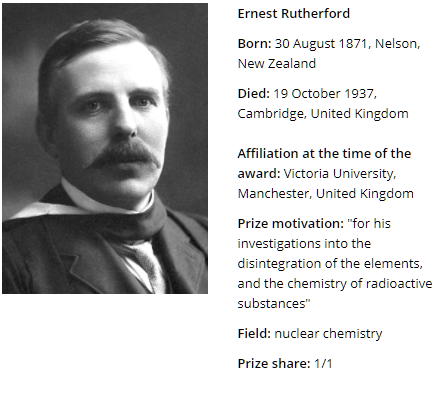 Ernest Rutherford
Born: 30 August 1871, Nelson,
New Zealand
Died: 19 October 1937,
Cambridge, United Kingdom
Affiliation at the time of the
award: Victoria University,
Manchester, United Kingdom
Prize motivation: "for his
investigations into the
disintegration of the elements,
and the chemistry of radioactive
substances"
Field: nuclear chemistry
Prize share: 1/1